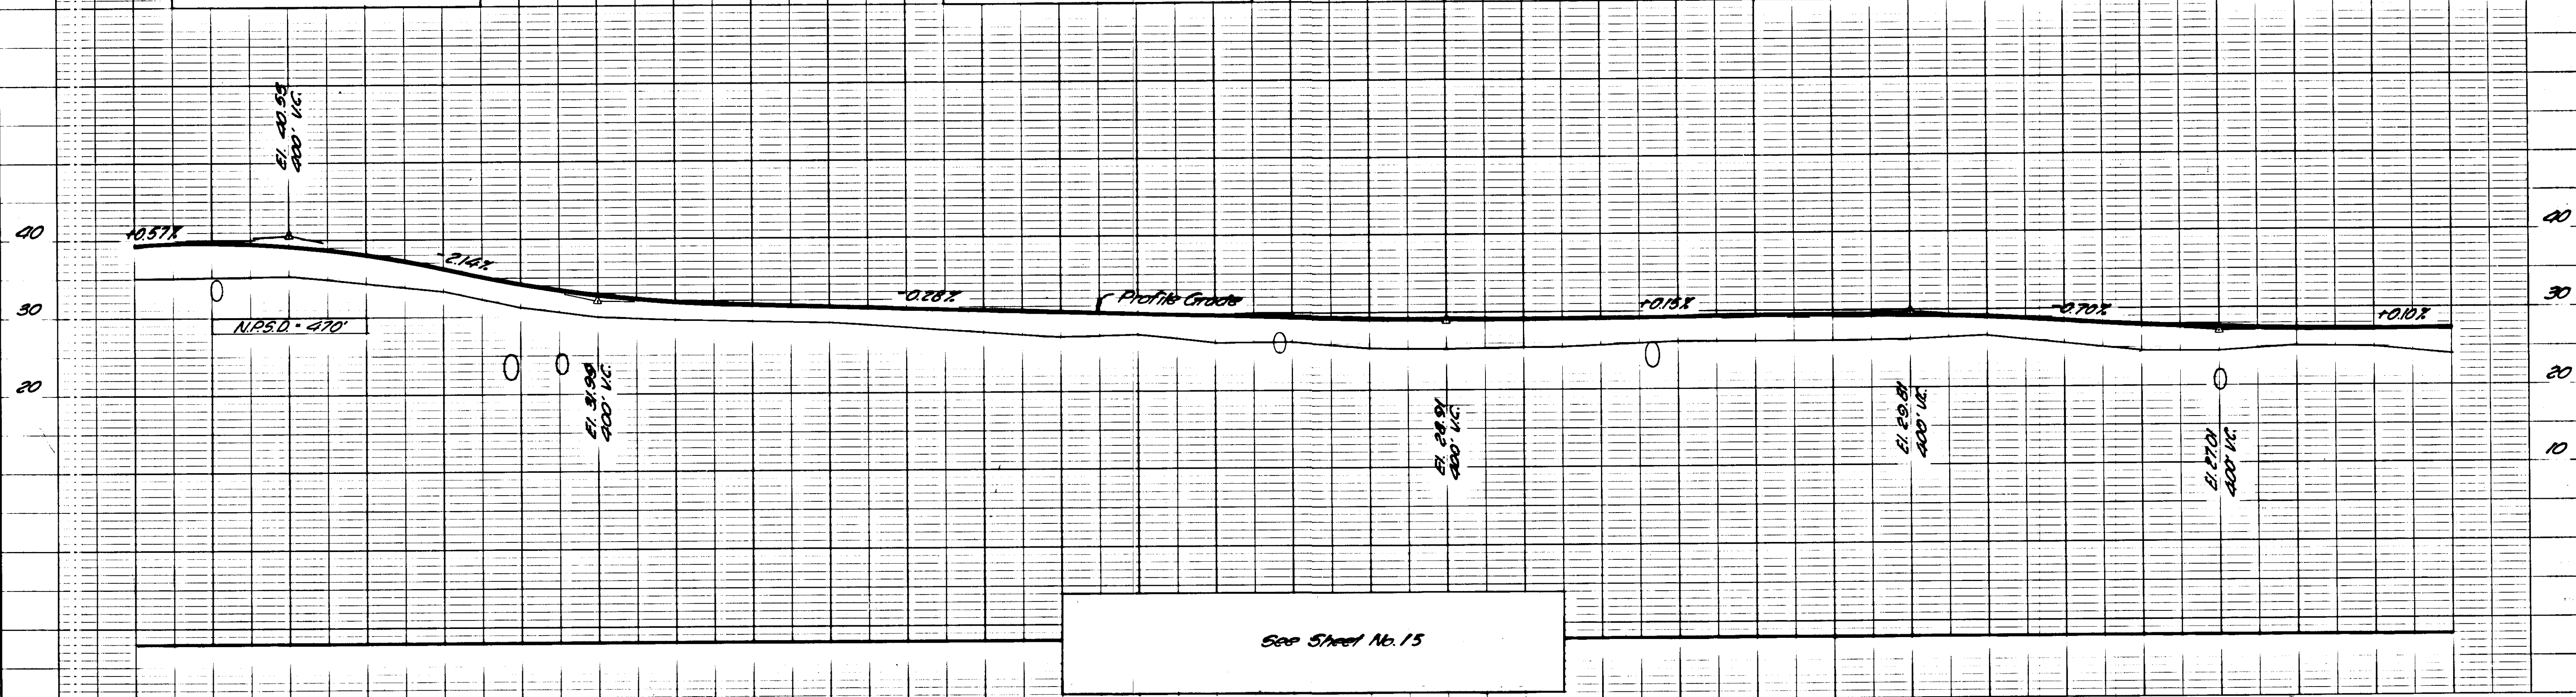 El. 40.55
400' V.C.
40
40
+0.57%
-2.14%
-0.28%
Profile Grade
+0.15%
-0.70%
+0.10%
30
30
N.P.S.D. = 470'
20
20
El. 31.99
400' V.C.
El. 28.91
400' V.C.
El. 29.81
400' V.C.
El. 27.01
400' V.C.
10
See Sheet No. 15